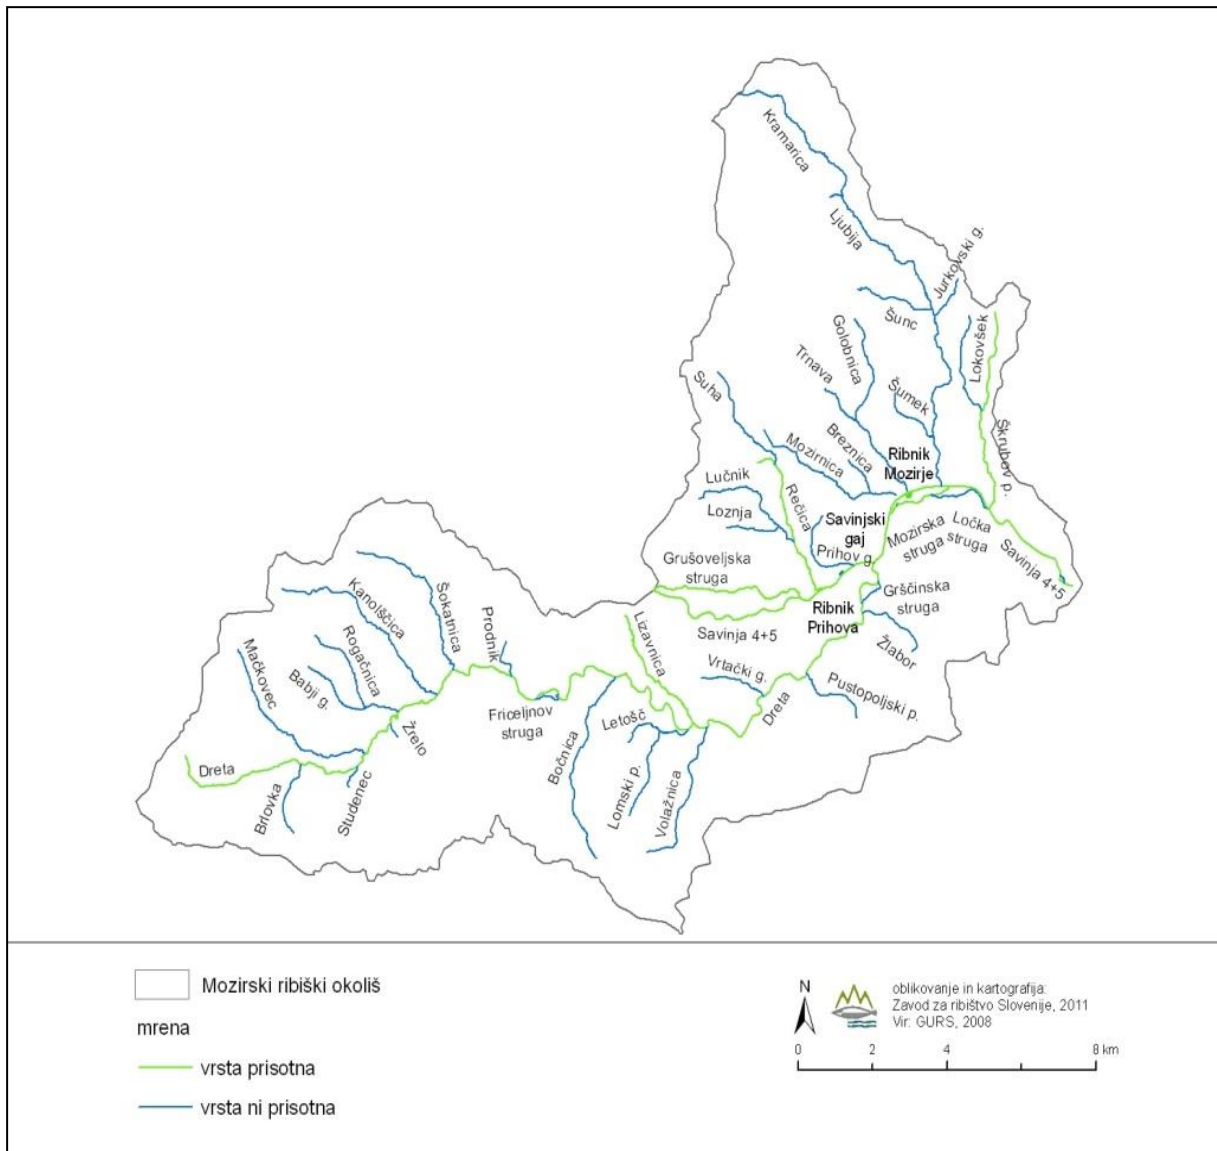 Kramarica
Ljubija
Jurkovski g.
Šunc
Lokovšek
Golobnica
Trnava
Suha
Šumek
Škrubov p.
Breznica
Mozirnica
Ribnik
Mozirje
Lučnik
Rečica
Loznja
Savinjski
gaj
Mozirska
struga
Ločka
struga
Prihov g.
Savinja 4+5
Grušoveljska
struga
Grščinska
struga
Ribnik
Prihova
Savinja 4+5
Žlabor
Lizavnica
Vrtački g.
Pustopoljski p.
Dreta
Kanolščica
Šokatnica
Prodnik
Rogačnica
Mačkovec
Babji g.
Friceljnov
struga
Žrelo
Letošč
Bočnica
Lomski p.
Volažnica
Dreta
Brlovka
Studenec
Mozirski ribiški okoliš
mrena
vrsta prisotna
vrsta ni prisotna
N
oblikovanje in kartografija:
Zavod za ribištvo Slovenije, 2011
Vir: GURS, 2008
0 2 4 8 km